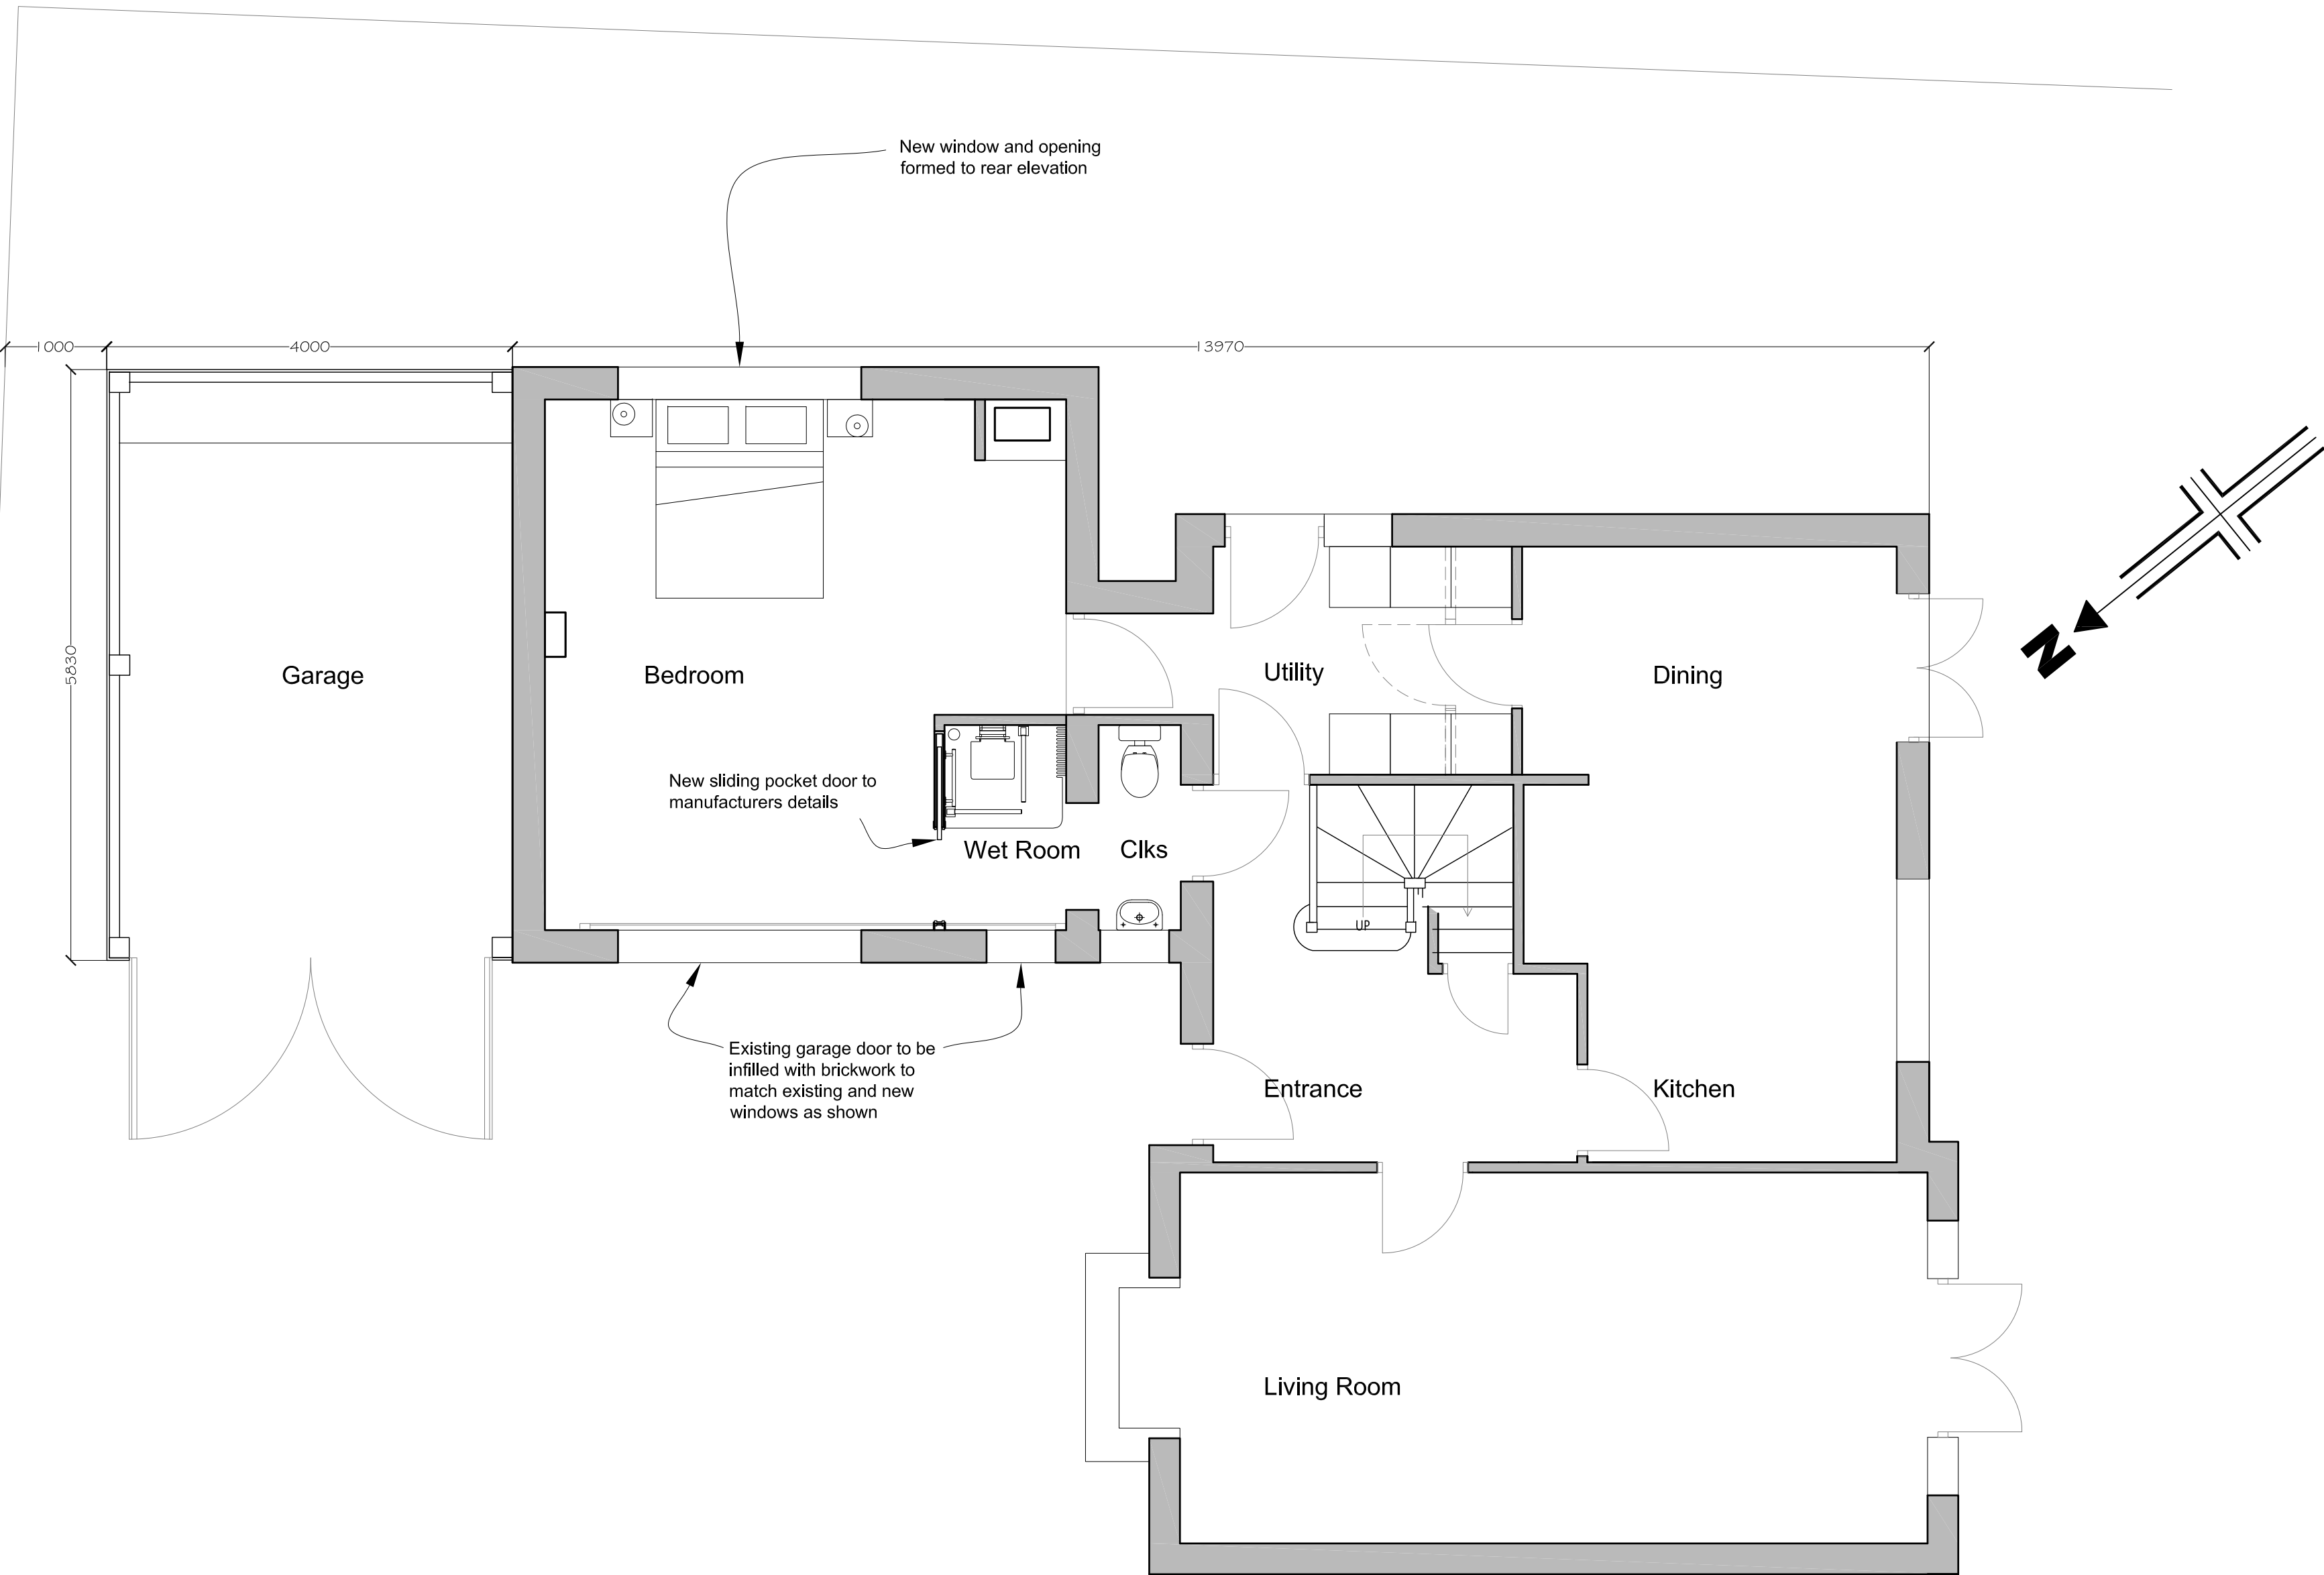 New window and opening
formed to rear elevation
1000
4000
13970
5830
N
Garage
Bedroom
Utility
Dining
New sliding pocket door to
manufacturers details
Wet Room
Clks
UP
Existing garage door to be
infilled with brickwork to
match existing and new
windows as shown
Entrance
Kitchen
Living Room